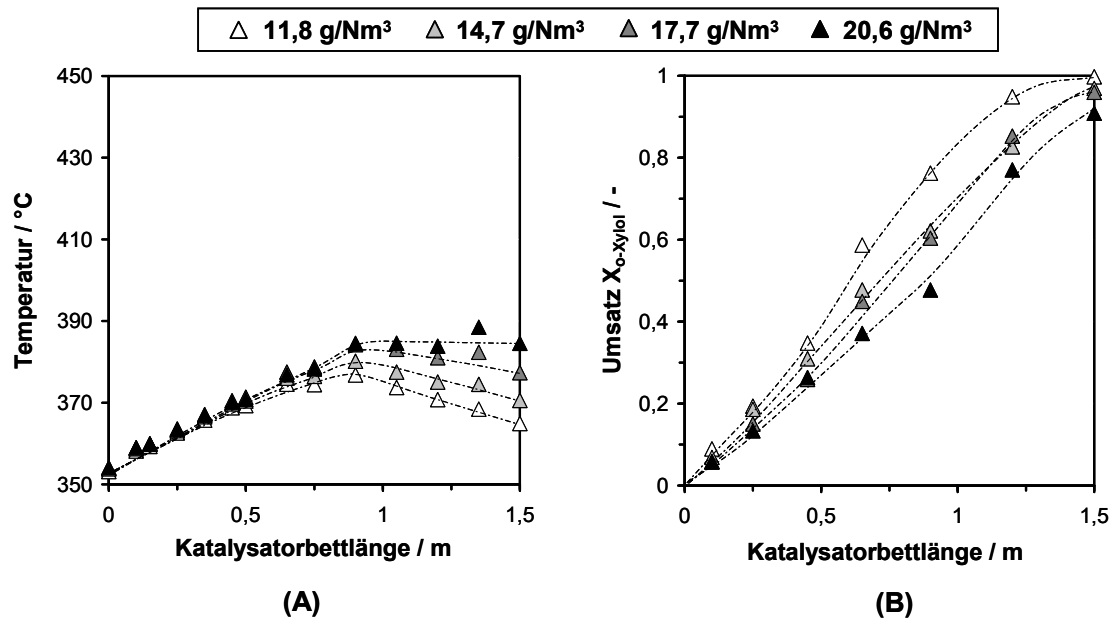 11,8 g/Nm³ 14,7 g/Nm³ 17,7 g/Nm³ 20,6 g/Nm³
Temperatur / °C
450
430
410
390
370
350
0 0,5 1 1,5
Katalysatorbettlänge / m
(A)
Umsatz Xo-Xylol / -
1
0,8
0,6
0,4
0,2
0
0 0,5 1 1,5
Katalysatorbettlänge / m
(B)